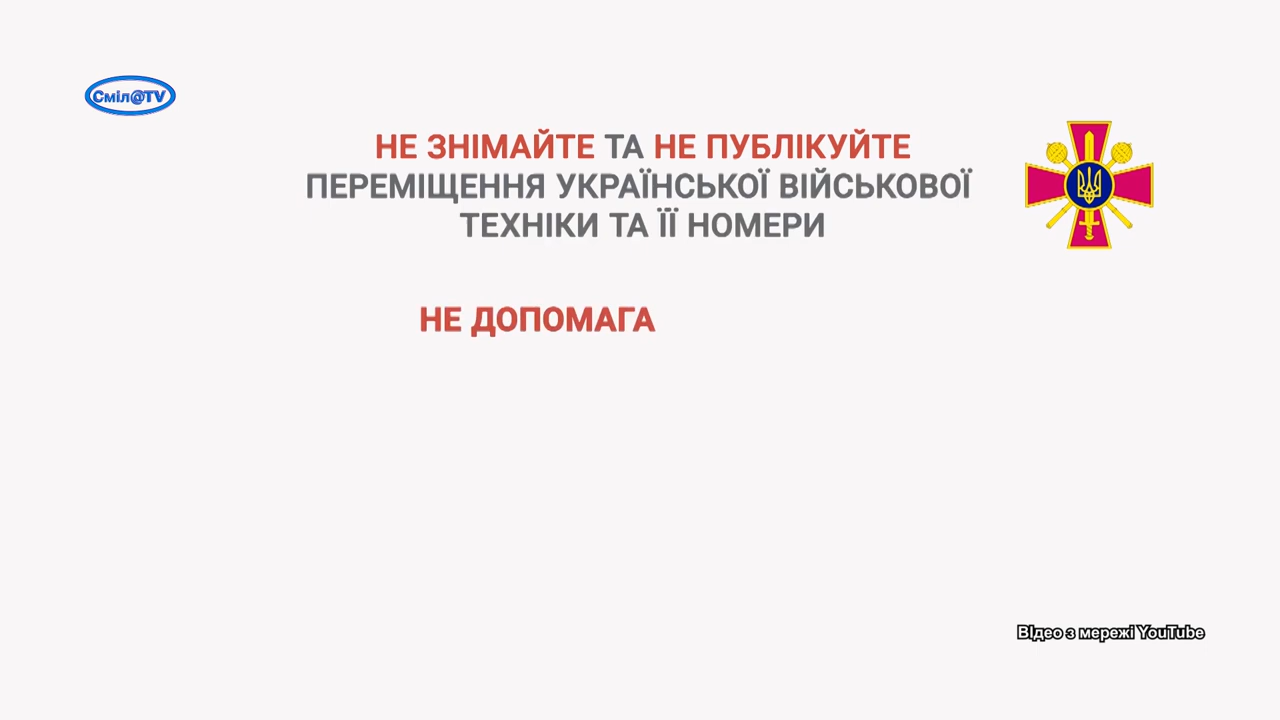 Сміл@TV
НЕ ЗНІМАЙТЕ ТА НЕ ПУБЛІКУЙТЕ
ПЕРЕМІЩЕННЯ УКРАЇНСЬКОЇ ВІЙСЬКОВОЇ
ТЕХНІКИ ТА ЇЇ НОМЕРИ
НЕ ДОПОМАГА
Відео з мережі YouTube